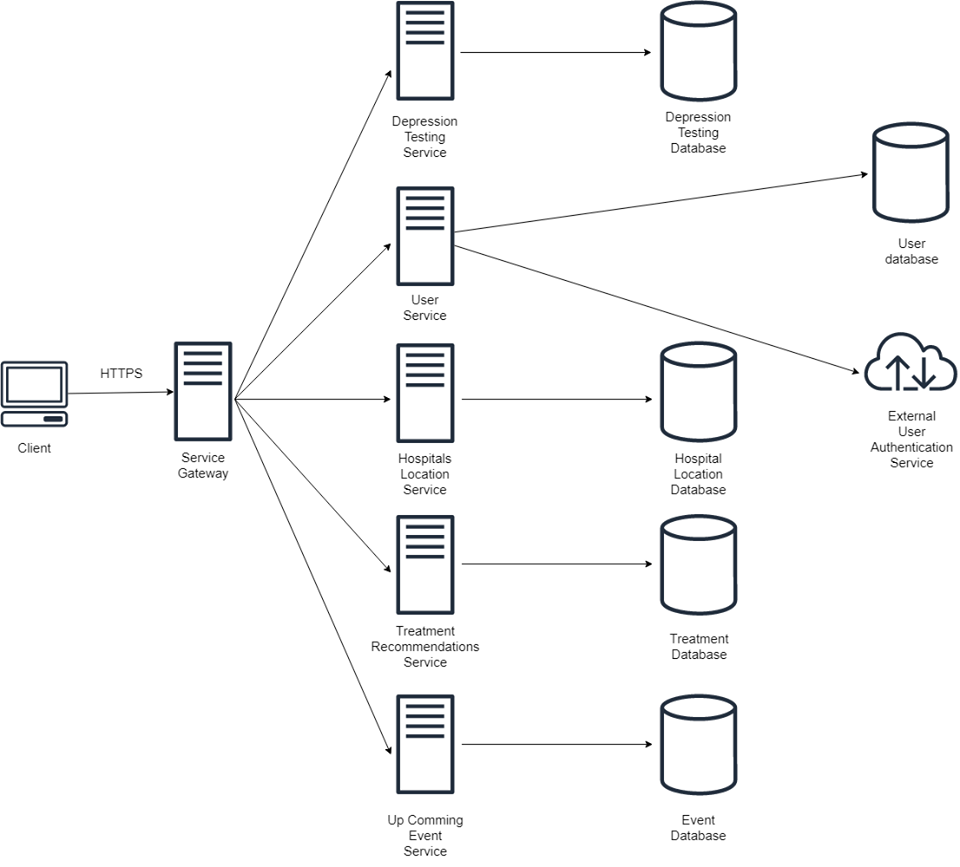 Depression
Testing
Service
Depression
Testing
Database
User
Service
User
database
HTTPS
Client
Service
Gateway
Hospitals
Location
Service
Hospital
Location
Database
External
User
Authentication
Service
Treatment
Recommendations
Service
Treatment
Database
Up Comming
Event
Service
Event
Database